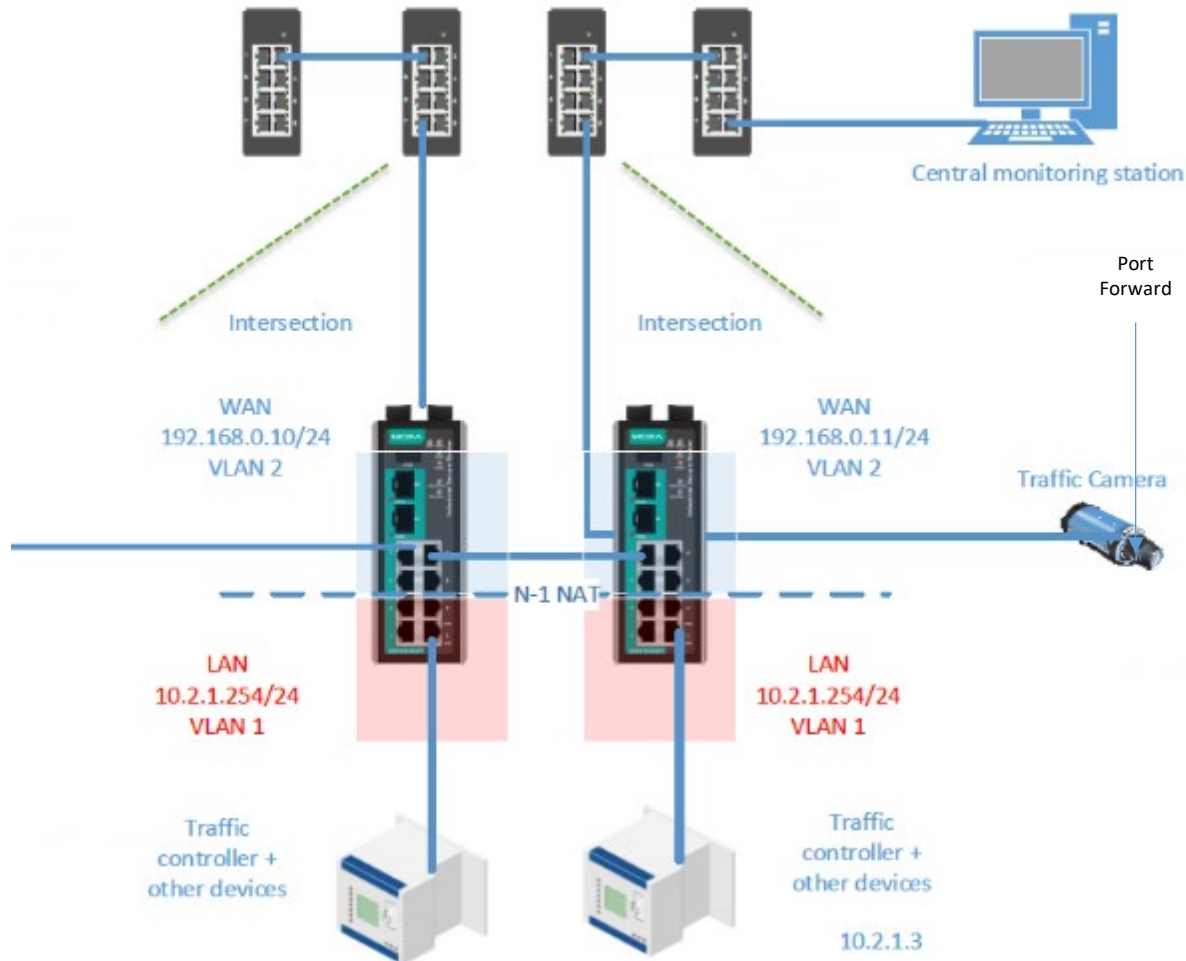 Central monitoring station
Port
Forward
Intersection
Intersection
WAN
192.168.0.10/24
VLAN 2
WAN
192.168.0.11/24
VLAN 2
Traffic Camera
MOXA
MOXA
N-1 NAT
LAN
10.2.1.254/24
VLAN 1
LAN
10.2.1.254/24
VLAN 1
Traffic
controller +
other devices
Traffic
controller +
other devices
10.2.1.3